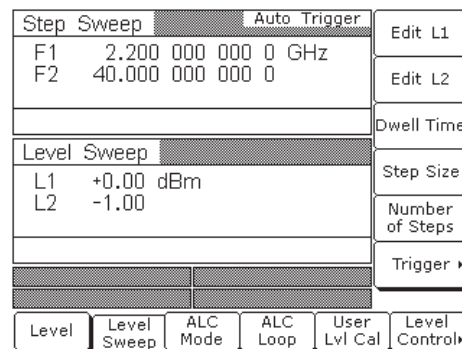 Step Sweep Auto Trigger
F1 2.200 000 000 0 GHz
F2 40.000 000 000 0
Level Sweep
L1 +0.00 dBm
L2 -1.00
Edit L1
Edit L2
Dwell Time
Step Size
Number
of Steps
Trigger
Level
Level
Sweep
ALC
Mode
ALC
Loop
User
Lvl Cal
Level
Control